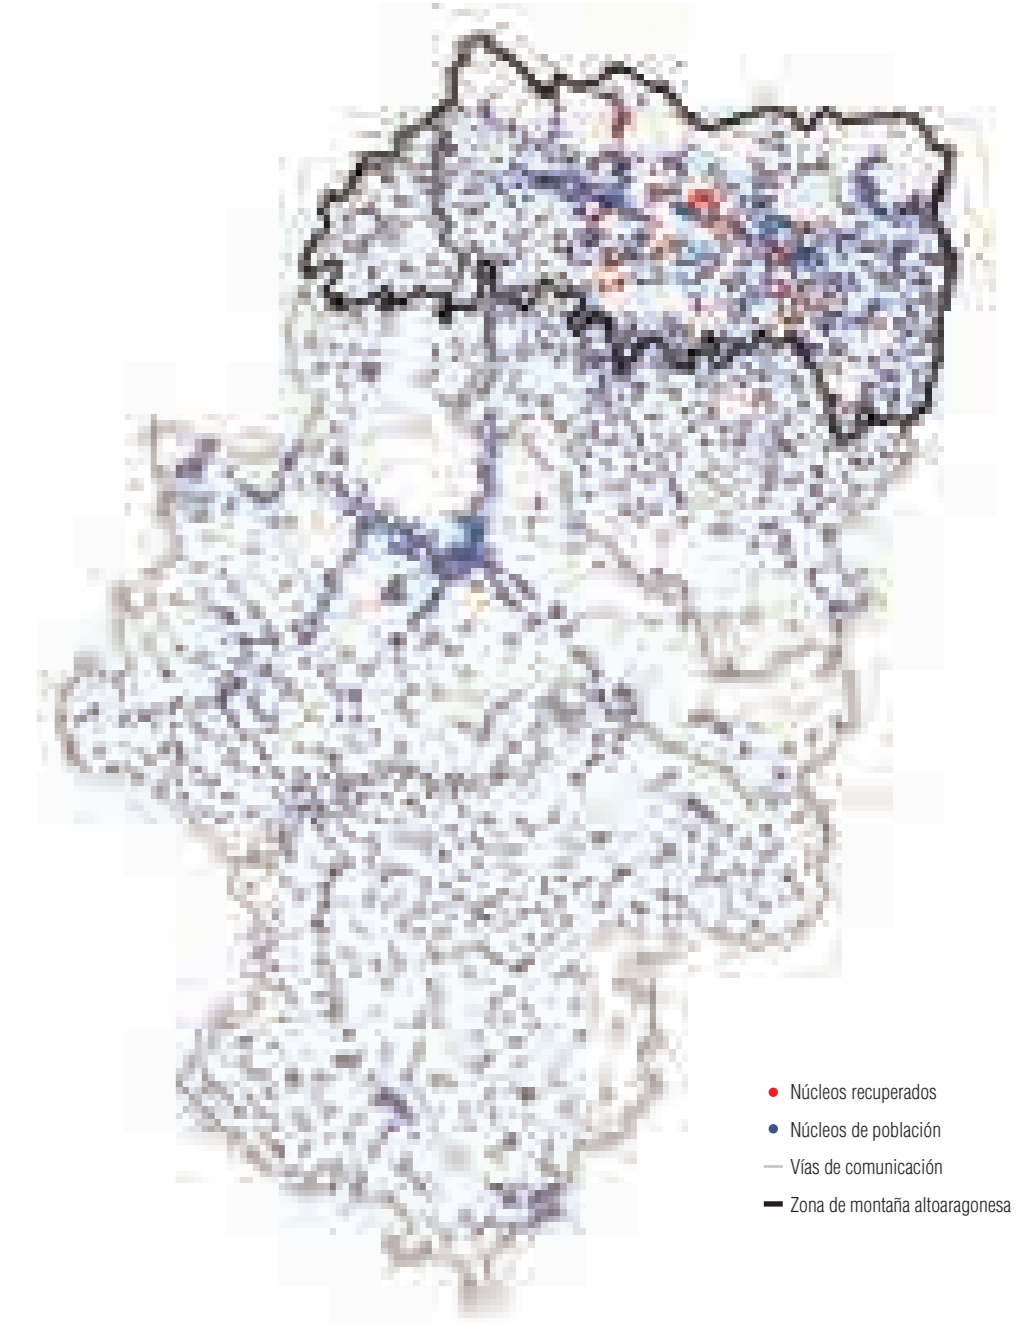 Núcleos recuperados
Núcleos de población
Vías de comunicación
Zona de montaña altoaragonesa